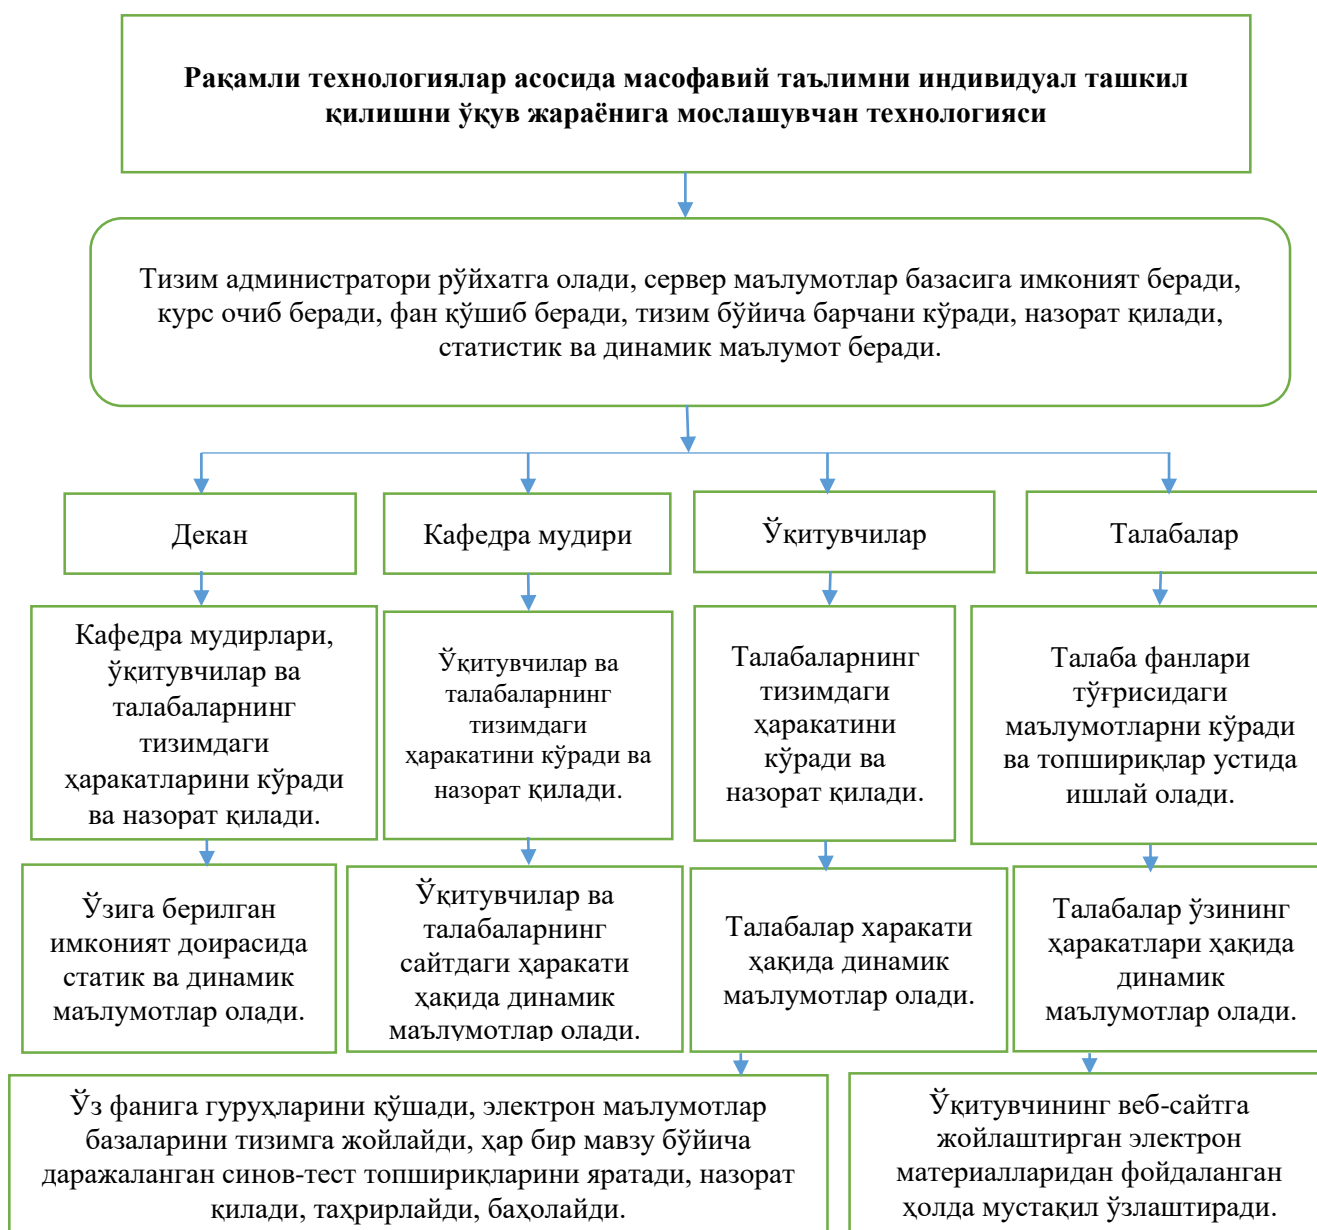 Рақамли технологиялар асосида масофавий таълимни индивидуал ташкил
қилишни ўқув жараёнига мослашувчан технологияси
Тизим администратори рўйхатга олади, сервер маълумотлар базасига имконият беради,
курс очиб беради, фан қўшиб беради, тизим бўйича барчани кўради, назорат қилади,
статистик ва динамик маълумот беради.
Декан
Кафедра мудири
Ўқитувчилар
Талабалар
Кафедра мудирлари,
ўқитувчилар ва
талабаларнинг
тизимдаги
ҳаракатларини кўради
ва назорат қилади.
Ўқитувчилар ва
талабаларнинг
тизимдаги
ҳаракатини кўради ва
назорат қилади.
Талабаларнинг
тизимдаги
ҳаракатини
кўради ва
назорат қилади.
Талаба фанлари
тўғрисидаги
маълумотларни кўради
ва топшириқлар устида
ишлай олади.
Ўзига берилган
имконият доирасида
статик ва динамик
маълумотлар олади.
Ўқитувчилар ва
талабаларнинг
сайтдаги ҳаракати
ҳақида динамик
маълумотлар олади.
Талабалар харакати
ҳақида динамик
маълумотлар олади.
Талабалар ўзининг
ҳаракатлари ҳақида
динамик
маълумотлар олади.
Ўз фанига гуруҳларини қўшади, электрон маълумотлар
базаларини тизимга жойлайди, ҳар бир мавзу бўйича
даражаланган синов-тест топшириқларини яратади, назорат
қилади, таҳрирлайди, баҳолайди.
Ўқитувчининг веб-сайтга
жойлаштирган электрон
материалларидан фойдаланган
ҳолда мустақил ўзлаштиради.